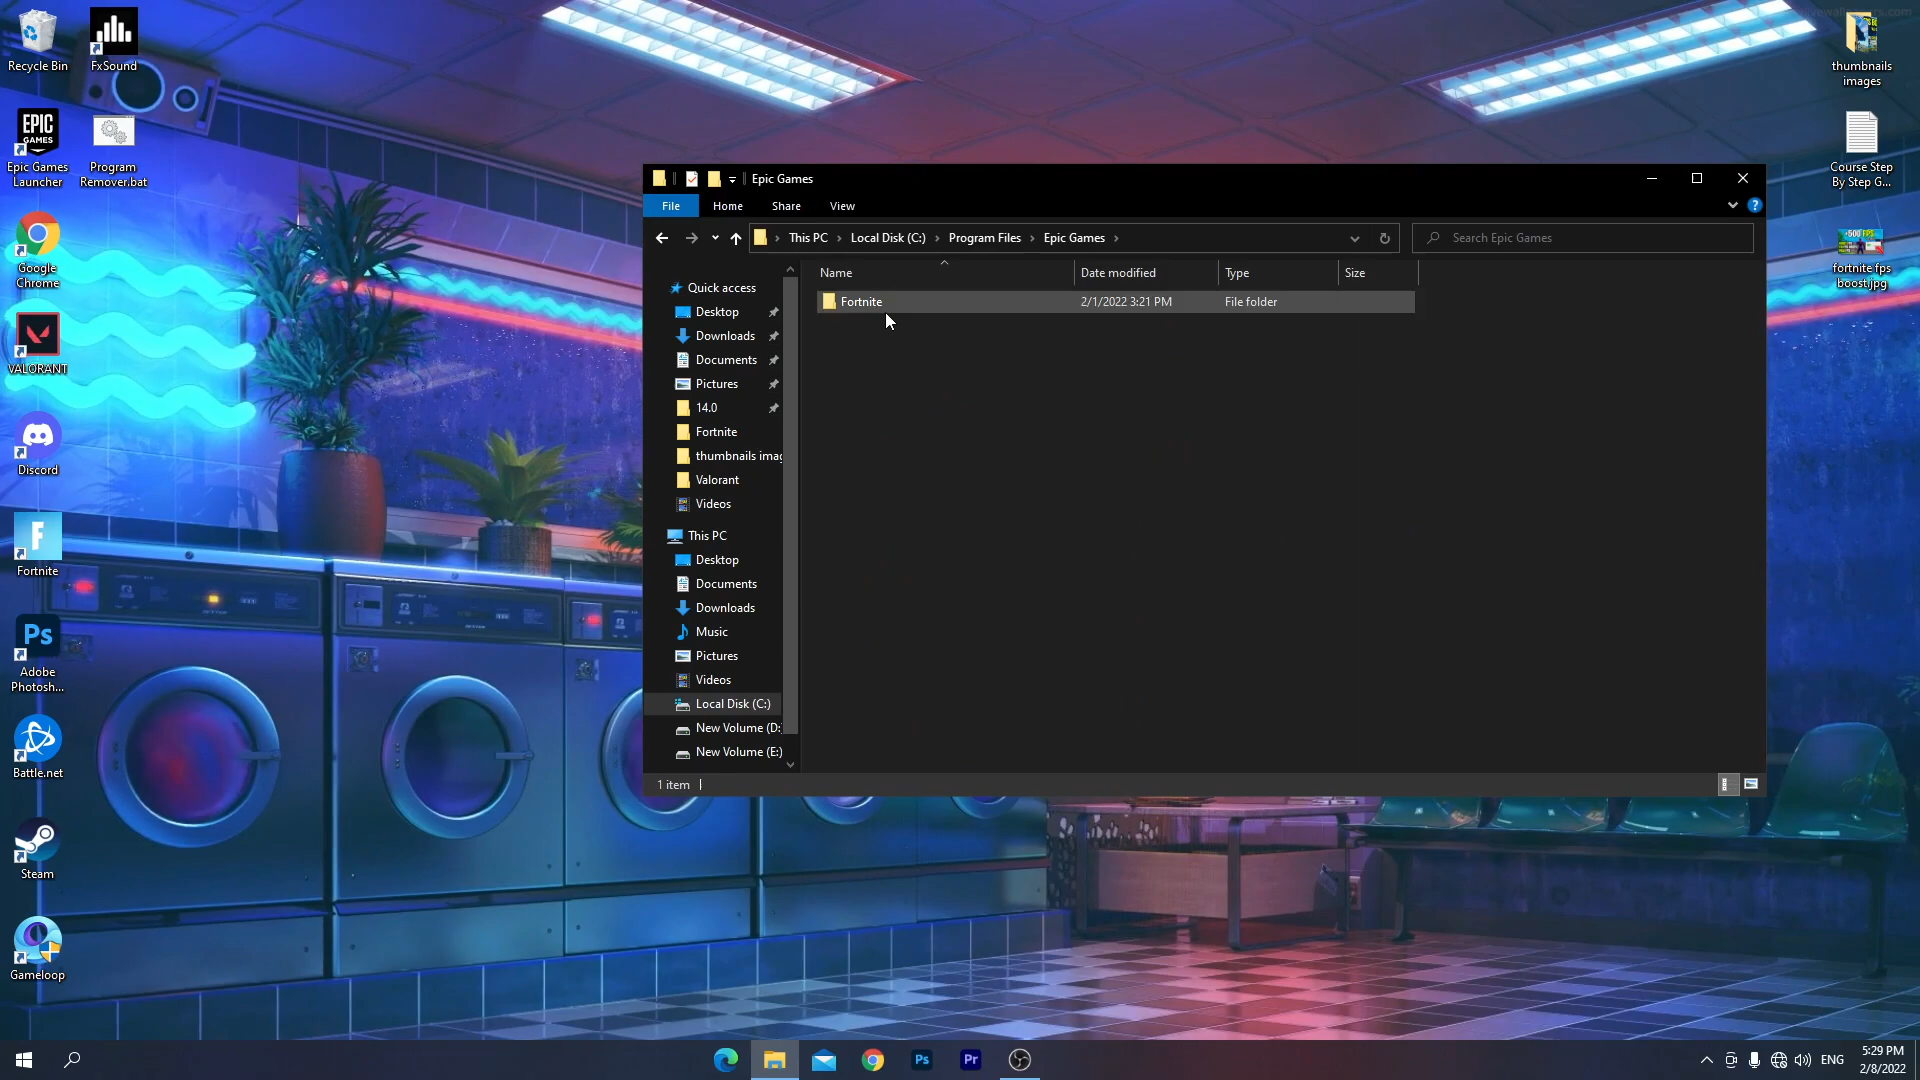 Recycle Bin
FxSound
EPIC
GAMES
Epic Games
Launcher
Program
Remover.bat
Google
Chrome
VALORANT
Discord
F
Fortnite
Ps
Adobe
Photosh...
Battle.net
Steam
Gameloop
thumbnails
images
Course Step
By Step G...
+500 FPS
fortnite fps
boost.jpg
Epic Games
File
Home
Share
View
?
This PC
Local Disk (C:)
Program Files
Epic Games
Search Epic Games
Name
Date modified
Type
Size
Fortnite
2/1/2022 3:21 PM
File folder
Quick access
Desktop
Downloads
Documents
Pictures
14.0
Fortnite
thumbnails imag
Valorant
Videos
This PC
Desktop
Documents
Downloads
Music
Pictures
Videos
Local Disk (C:)
New Volume (D:)
New Volume (E:)
1 item
Ps
Pr
ENG
5:29 PM
2/8/2022